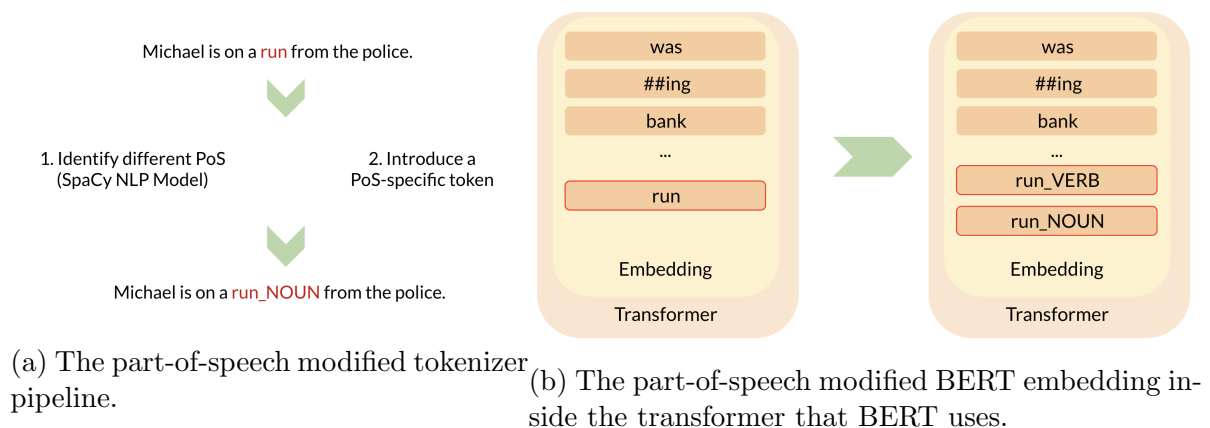 Michael is on a run from the police.
1. Identify different PoS
(SpaCy NLP Model)
2. Introduce a
PoS-specific token
Michael is on a run_NOUN from the police.
(a) The part-of-speech modified tokenizer
pipeline.
was
##ing
bank
...
run
Embedding
Transformer
was
##ing
bank
...
run_VERB
run_NOUN
Embedding
Transformer
(b) The part-of-speech modified BERT embedding in-
side the transformer that BERT uses.